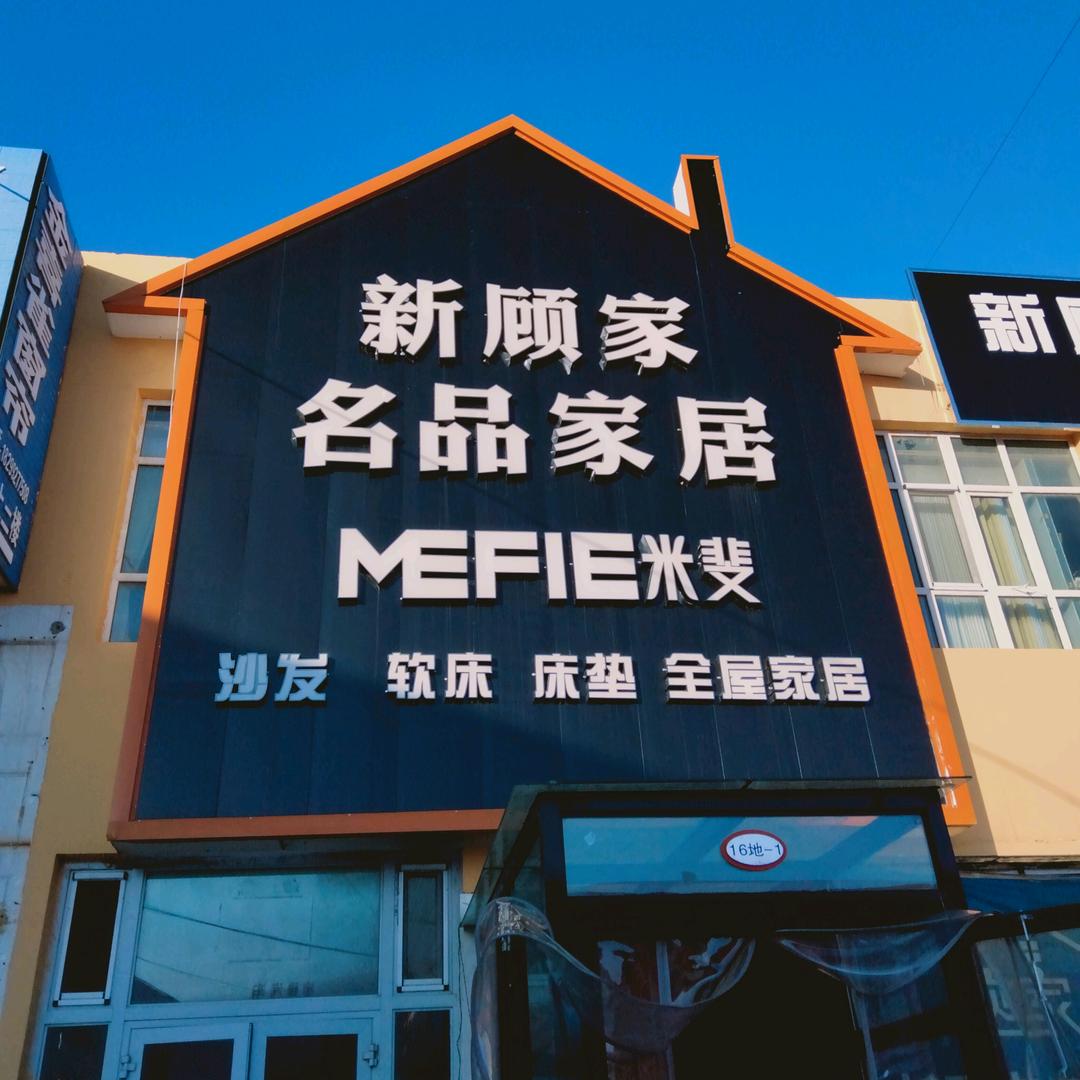 新顾家
名品家居
MEFIE米斐
沙发 软床 床垫 全屋家居
16地-1
新